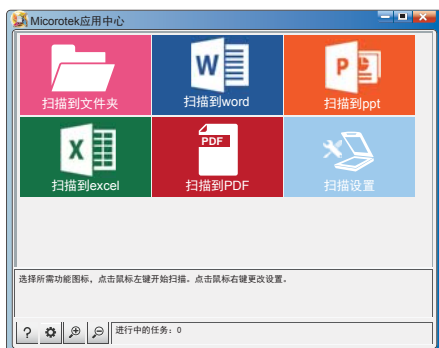 Micorotek应用中心
扫描到文件夹
W
扫描到word
P
扫描到ppt
X
扫描到excel
PDF
扫描到PDF
扫描设置
选择所需功能图标，点击鼠标左键开始扫描。点击鼠标右键更改设置。
?
进行中的任务：0